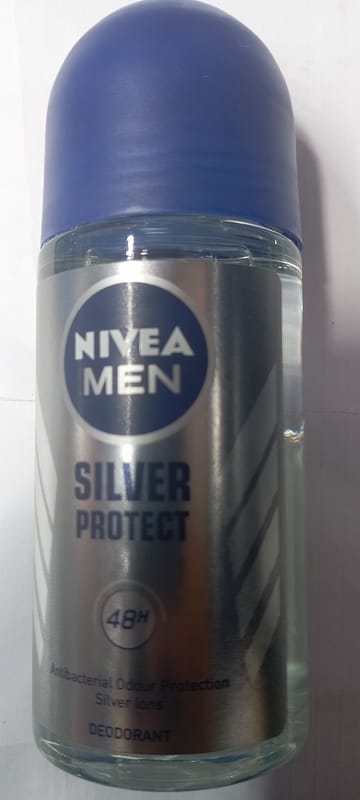 NIVEA
MEN
SILVER
PROTECT
48H
Antibacterial Odour Protection
Silver Ions
DEODORANT